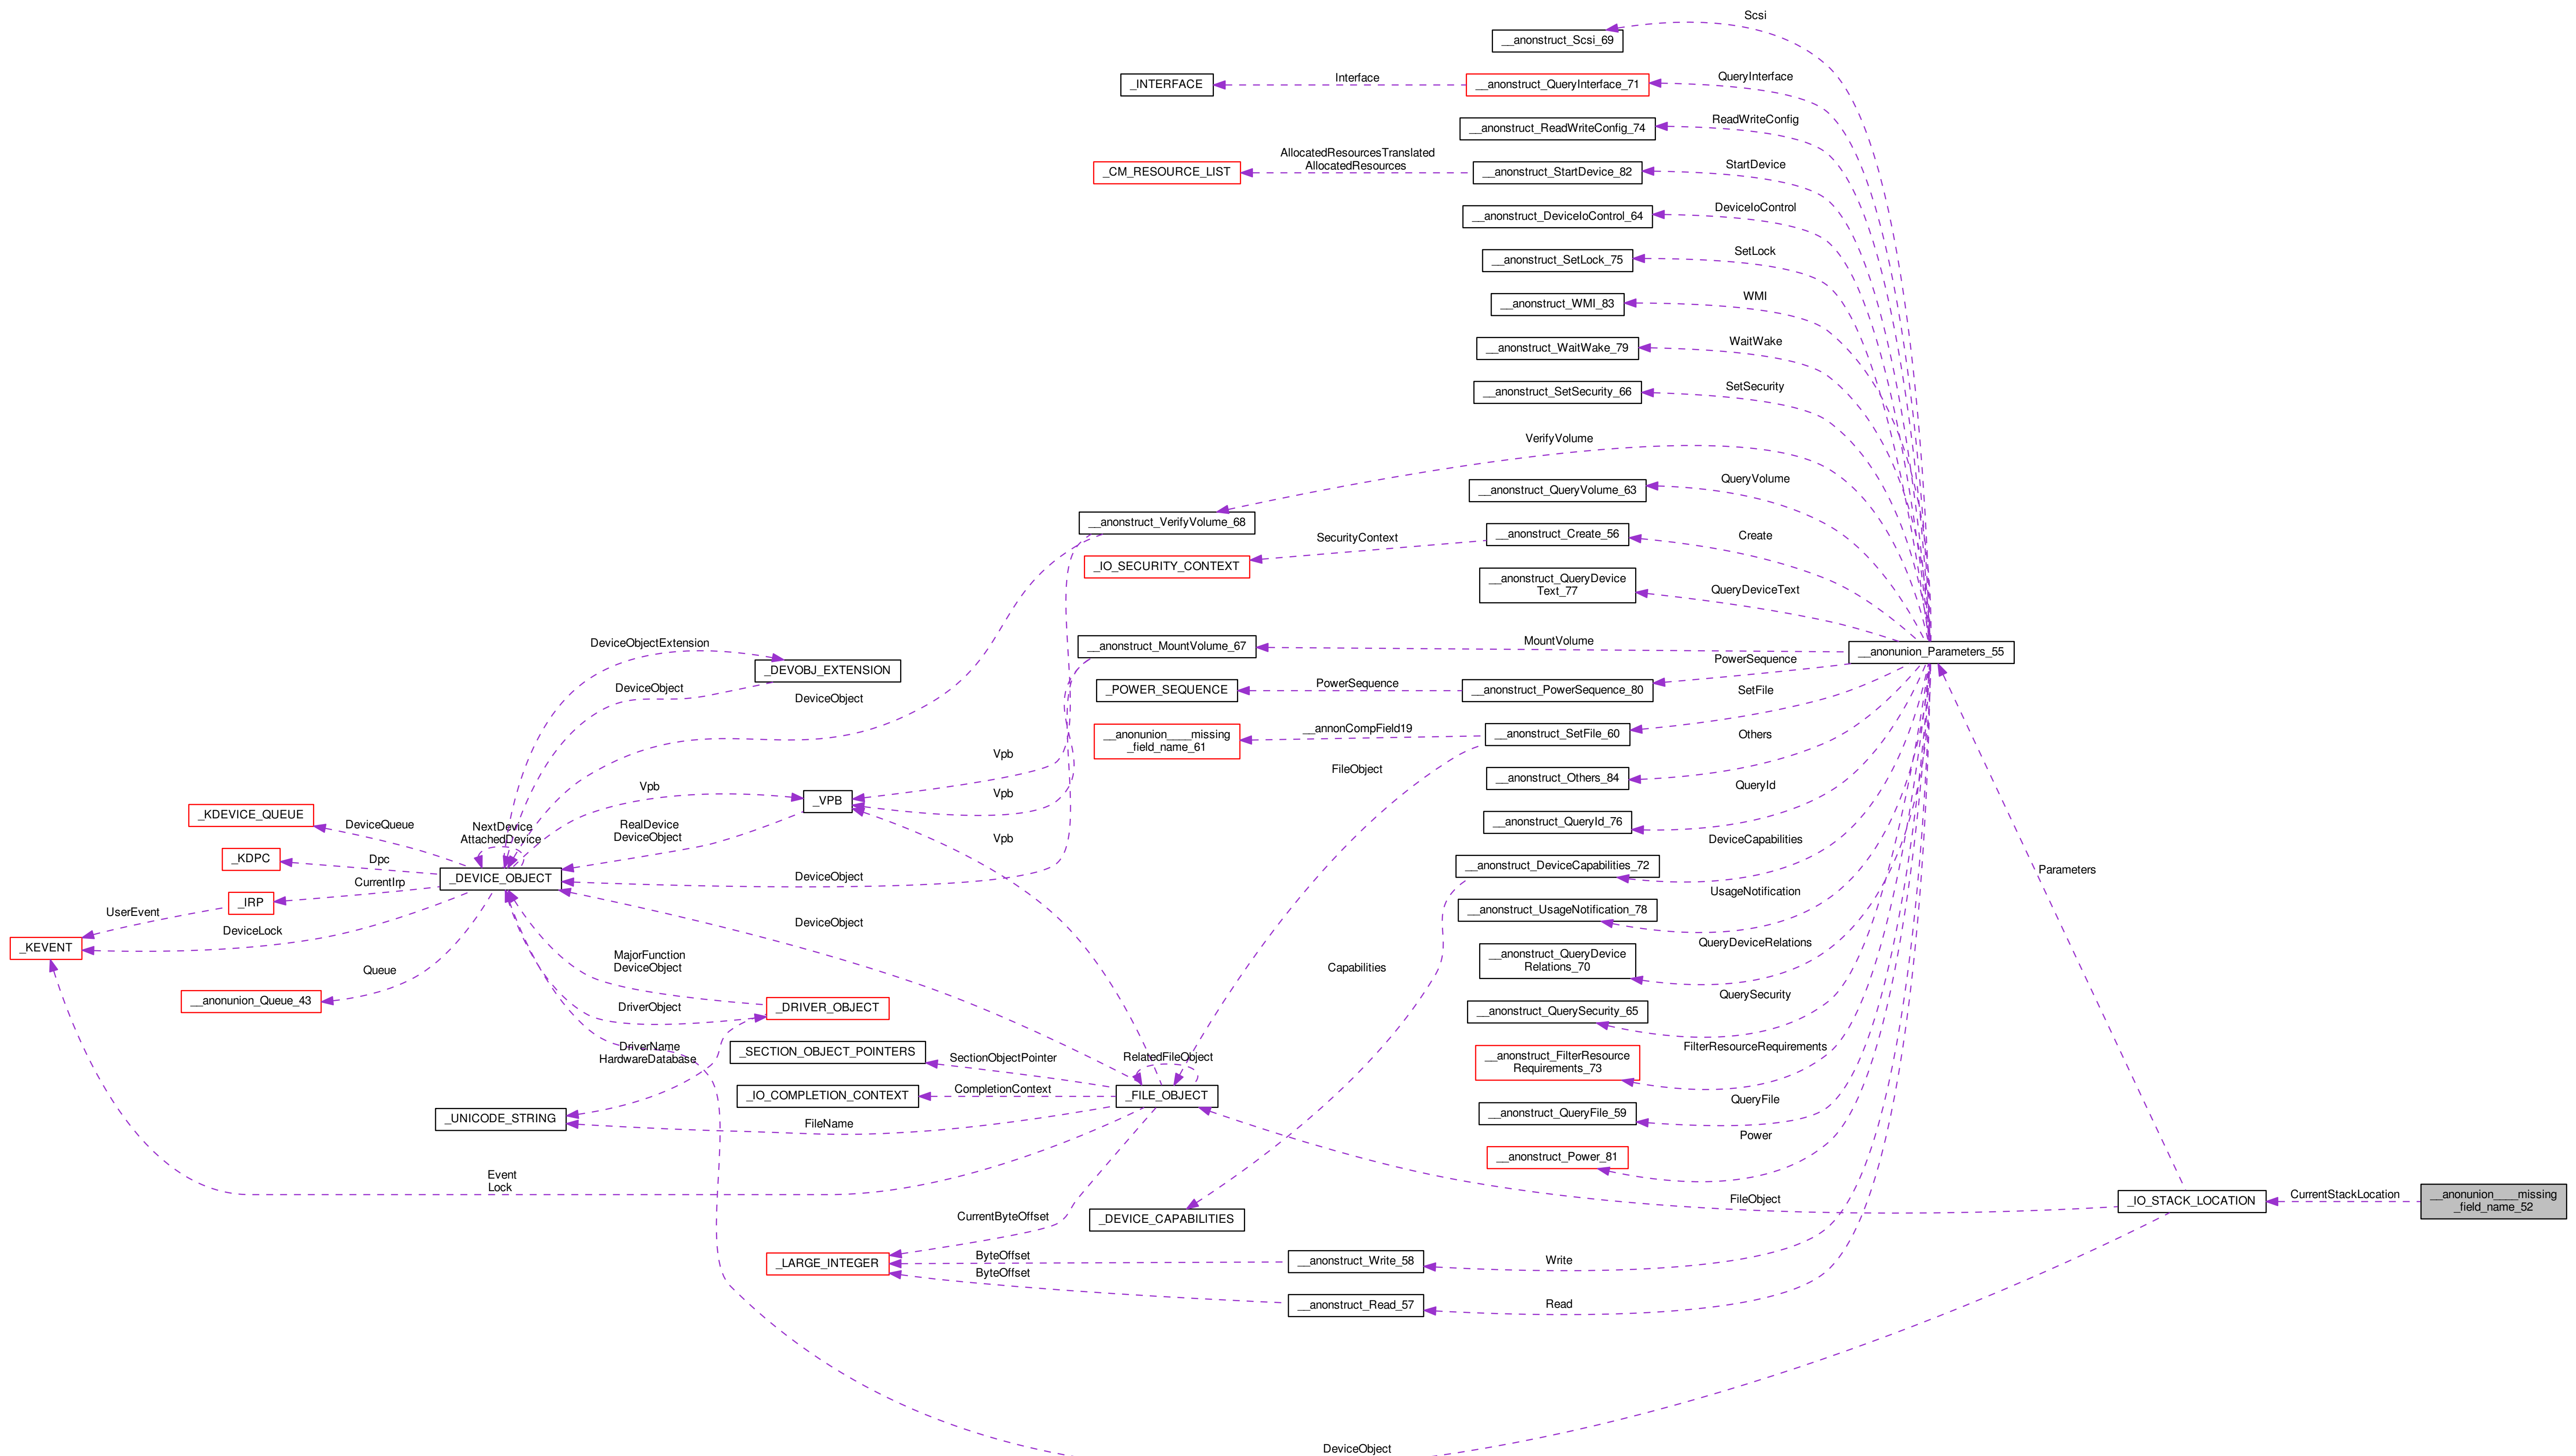 Scsi
__anonstruct_Scsi_69
_INTERFACE
Interface
__anonstruct_QueryInterface_71
QueryInterface
__anonstruct_ReadWriteConfig_74
ReadWriteConfig
_CM_RESOURCE_LIST
AllocatedResourcesTranslated
AllocatedResources
__anonstruct_StartDevice_82
StartDevice
__anonstruct_DeviceIoControl_64
DeviceIoControl
__anonstruct_SetLock_75
SetLock
__anonstruct_WMI_83
WMI
__anonstruct_WaitWake_79
WaitWake
__anonstruct_SetSecurity_66
SetSecurity
VerifyVolume
__anonstruct_QueryVolume_63
QueryVolume
__anonstruct_VerifyVolume_68
__anonstruct_Create_56
Create
SecurityContext
_IO_SECURITY_CONTEXT
__anonstruct_QueryDevice
Text_77
QueryDeviceText
__anonstruct_MountVolume_67
MountVolume
__anonunion_Parameters_55
PowerSequence
_POWER_SEQUENCE
PowerSequence
__anonstruct_PowerSequence_80
SetFile
DeviceObjectExtension
_DEVOBJ_EXTENSION
DeviceObject
DeviceObject
__anonunion____missing
_field_name_61
__annonCompField19
__anonstruct_SetFile_60
Others
FileObject
__anonstruct_Others_84
Vpb
Vpb
Vpb
Vpb
_VPB
QueryId
__anonstruct_QueryId_76
_KDEVICE_QUEUE
DeviceQueue
NextDevice
AttachedDevice
RealDevice
DeviceObject
DeviceCapabilities
_KDPC
Dpc
__anonstruct_DeviceCapabilities_72
_DEVICE_OBJECT
DeviceObject
CurrentIrp
_IRP
UserEvent
UsageNotification
__anonstruct_UsageNotification_78
DeviceLock
DeviceObject
_KEVENT
QueryDeviceRelations
__anonstruct_QueryDevice
Relations_70
MajorFunction
DeviceObject
Queue
Capabilities
__anonunion_Queue_43
DriverObject
_DRIVER_OBJECT
QuerySecurity
__anonstruct_QuerySecurity_65
DriverName
HardwareDatabase
_SECTION_OBJECT_POINTERS
SectionObjectPointer
RelatedFileObject
__anonstruct_FilterResource
Requirements_73
FilterResourceRequirements
_IO_COMPLETION_CONTEXT
CompletionContext
_FILE_OBJECT
QueryFile
__anonstruct_QueryFile_59
_UNICODE_STRING
FileName
Power
__anonstruct_Power_81
Event
Lock
Parameters
FileObject
_IO_STACK_LOCATION
CurrentStackLocation
__anonunion____missing
_field_name_52
CurrentByteOffset
_DEVICE_CAPABILITIES
_LARGE_INTEGER
ByteOffset
__anonstruct_Write_58
Write
ByteOffset
__anonstruct_Read_57
Read
DeviceObject